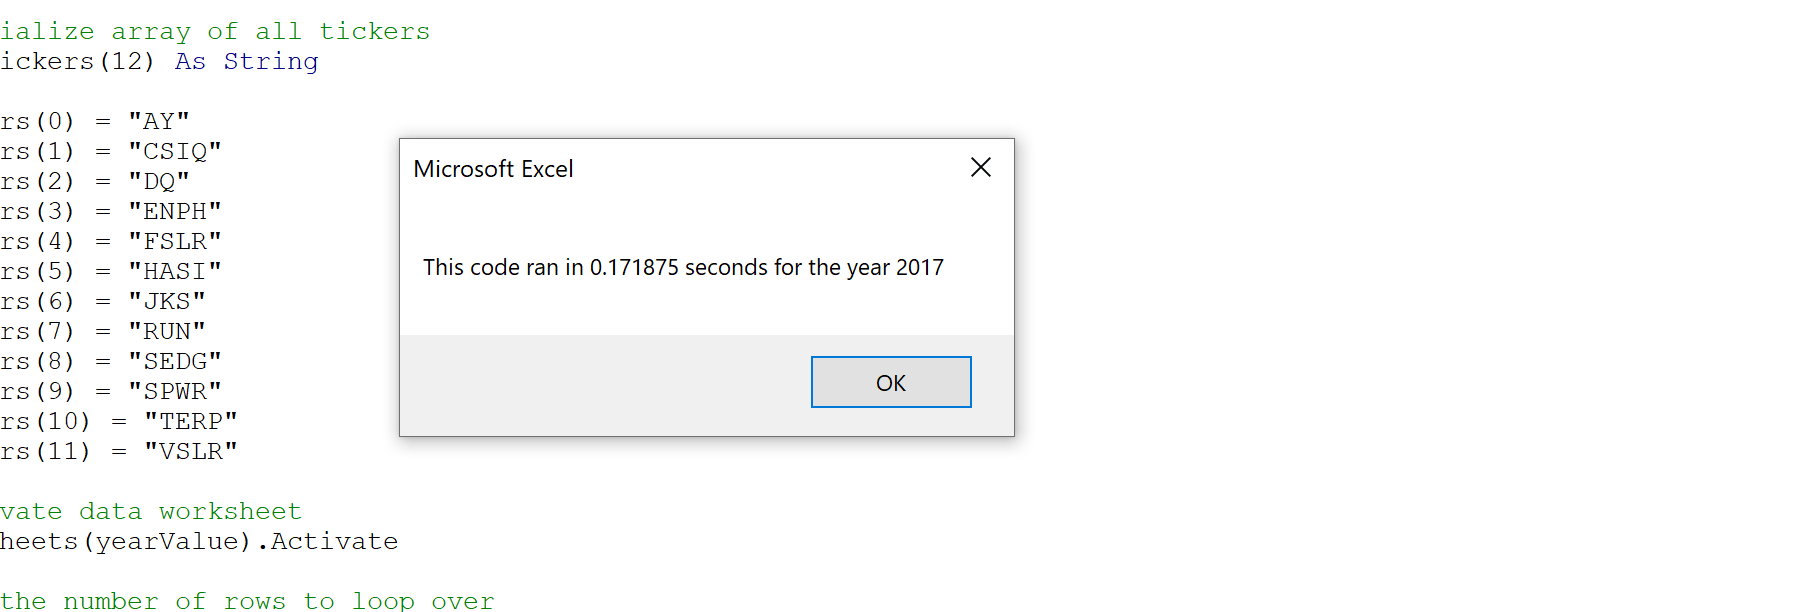 ialize array of all tickers
ickers(12) As String
rs(0) = "AY"
rs(1) = "CSIQ"
rs(2) = "DQ"
rs(3) = "ENPH"
rs(4) = "FSLR"
rs(5) = "HASI"
rs(6) = "JKS"
rs(7) = "RUN"
rs(8) = "SEDG"
rs(9) = "SPWR"
rs(10) = "TERP"
rs(11) = "VSLR"
vate data worksheet
heets(yearValue).Activate
the number of rows to loop over
Microsoft Excel
This code ran in 0.171875 seconds for the year 2017
OK